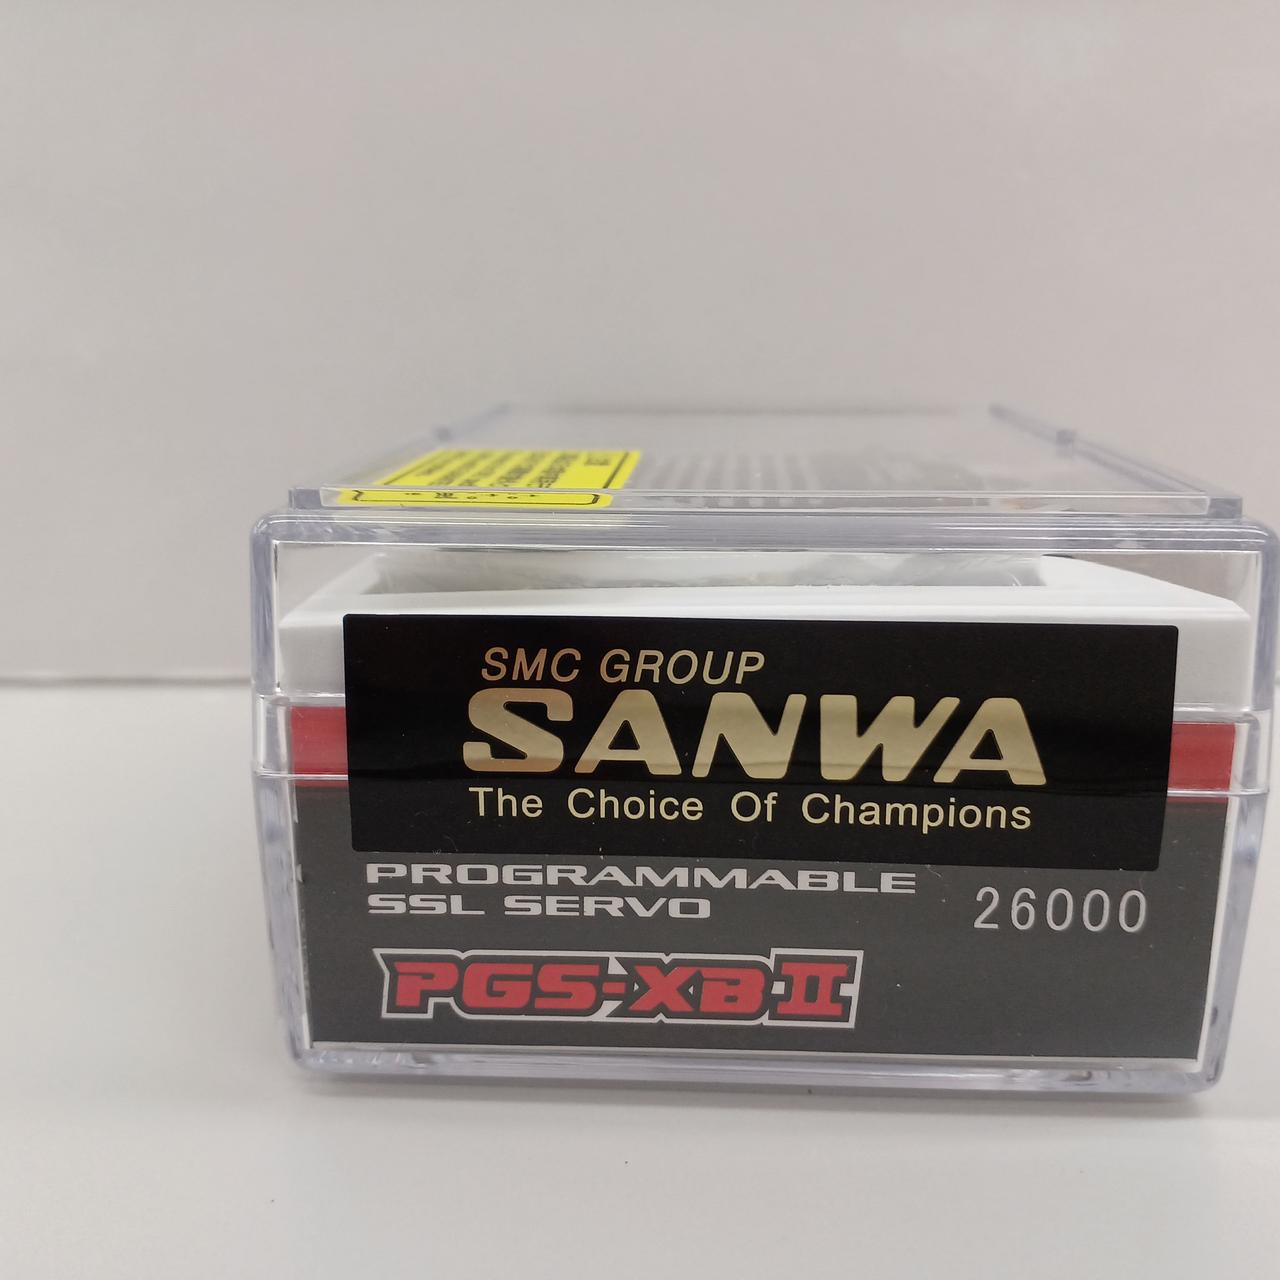 SMC GROUP
SANWA
The Choice Of Champions
PROGRAMMABLE
SSL SERVO
26000
PGS-XB II